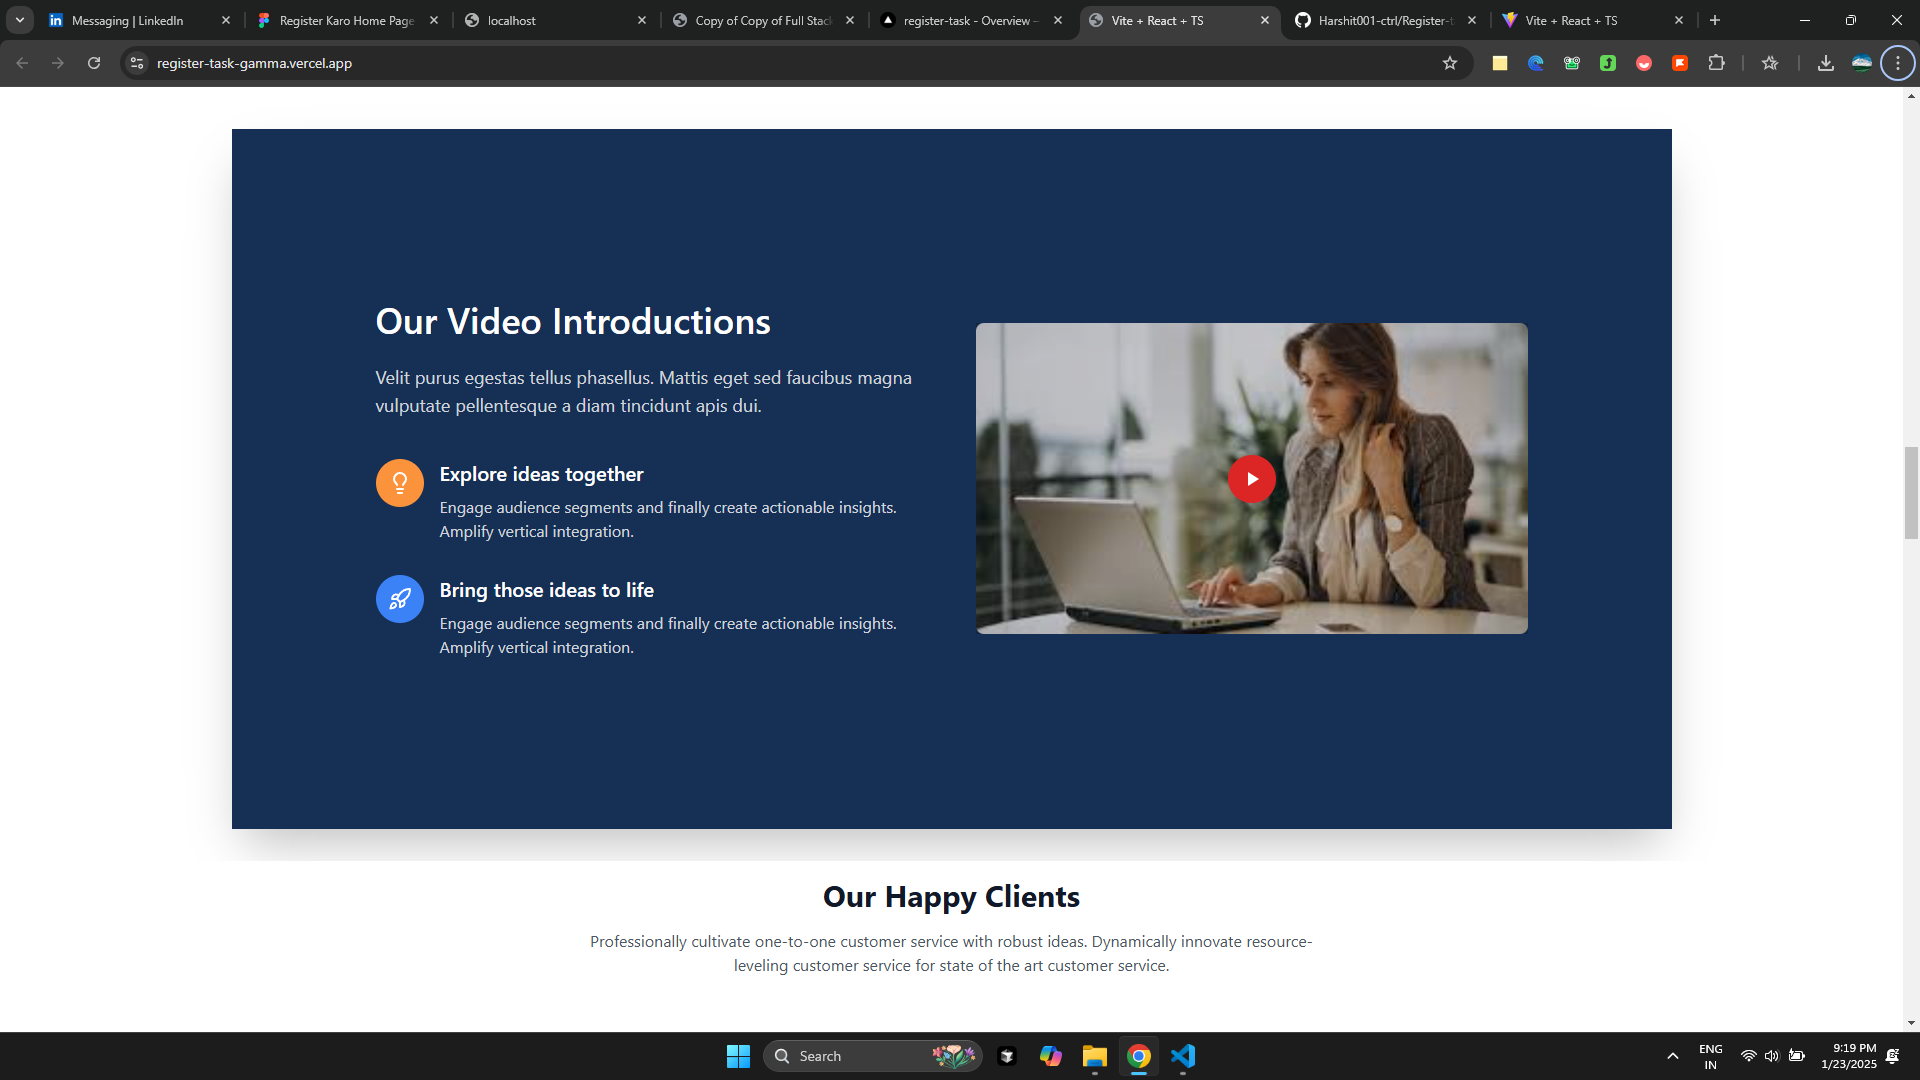 Messaging | LinkedIn
Register Karo Home Page
localhost
Copy of Copy of Full Stack
register-task - Overview –
Vite + React + TS
Harshit001-ctrl/Register-t
Vite + React + TS
register-task-gamma.vercel.app
Our Video Introductions
Velit purus egestas tellus phasellus. Mattis eget sed faucibus magna
vulputate pellentesque a diam tincidunt apis dui.
Explore ideas together
Engage audience segments and finally create actionable insights.
Amplify vertical integration.
Bring those ideas to life
Engage audience segments and finally create actionable insights.
Amplify vertical integration.
Our Happy Clients
Professionally cultivate one-to-one customer service with robust ideas. Dynamically innovate resource-
leveling customer service for state of the art customer service.
Search
ENG
IN
9:19 PM
1/23/2025